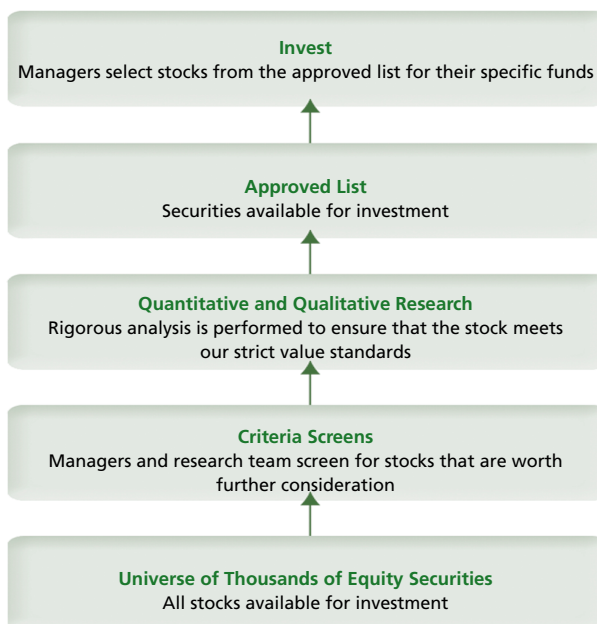 Invest
Managers select stocks from the approved list for their specific funds
Approved List
Securities available for investment
Quantitative and Qualitative Research
Rigorous analysis is performed to ensure that the stock meets
our strict value standards
Criteria Screens
Managers and research team screen for stocks that are worth
further consideration
Universe of Thousands of Equity Securities
All stocks available for investment